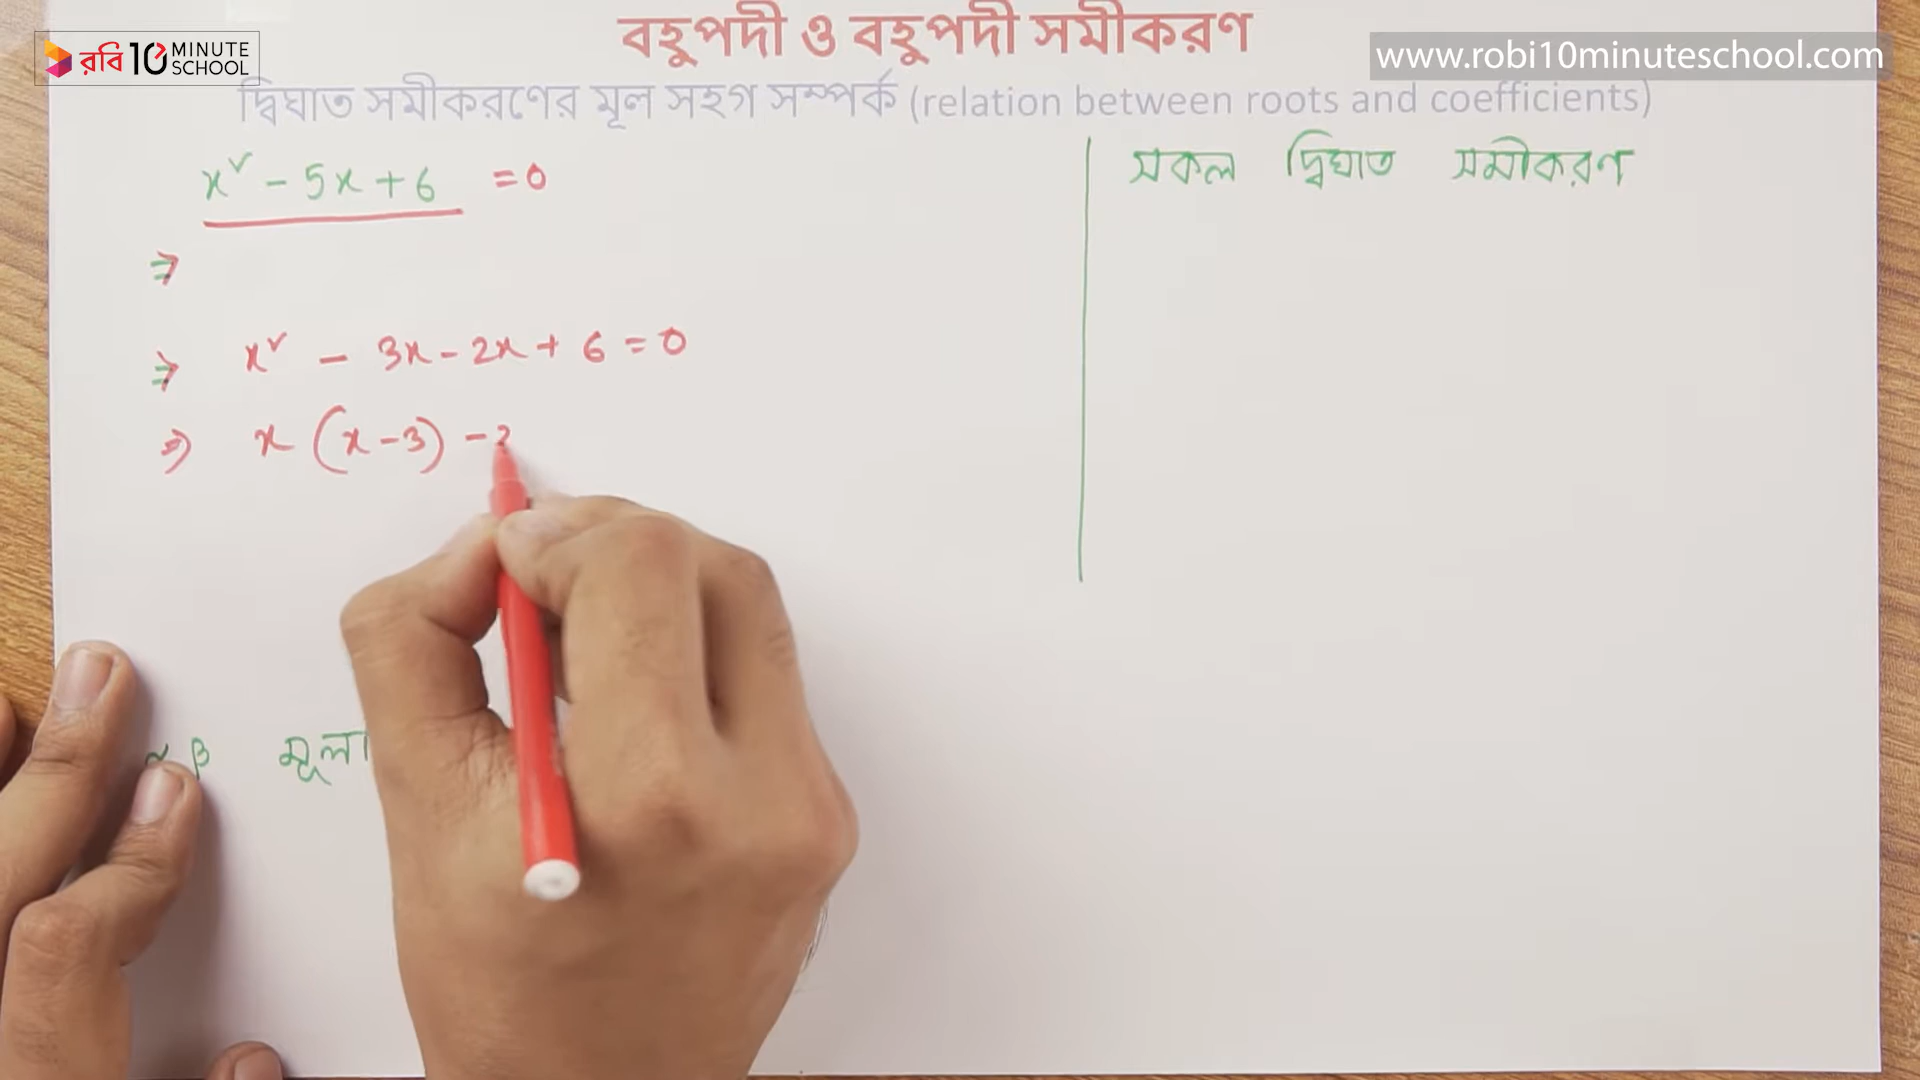 রবি 10 MINUTE SCHOOL
www.robi10minuteschool.com
বহুপদী ও বহুপদী সমীকরণ
দ্বিঘাত সমীকরণের মূল সহগ সম্পর্ক (relation between roots and coefficients)
x² - 5x + 6 = 0
⇒
⇒ x² - 3x - 2x + 6 = 0
⇒ x (x - 3) - 2
β
সকল দ্বিঘাত সমীকরণ